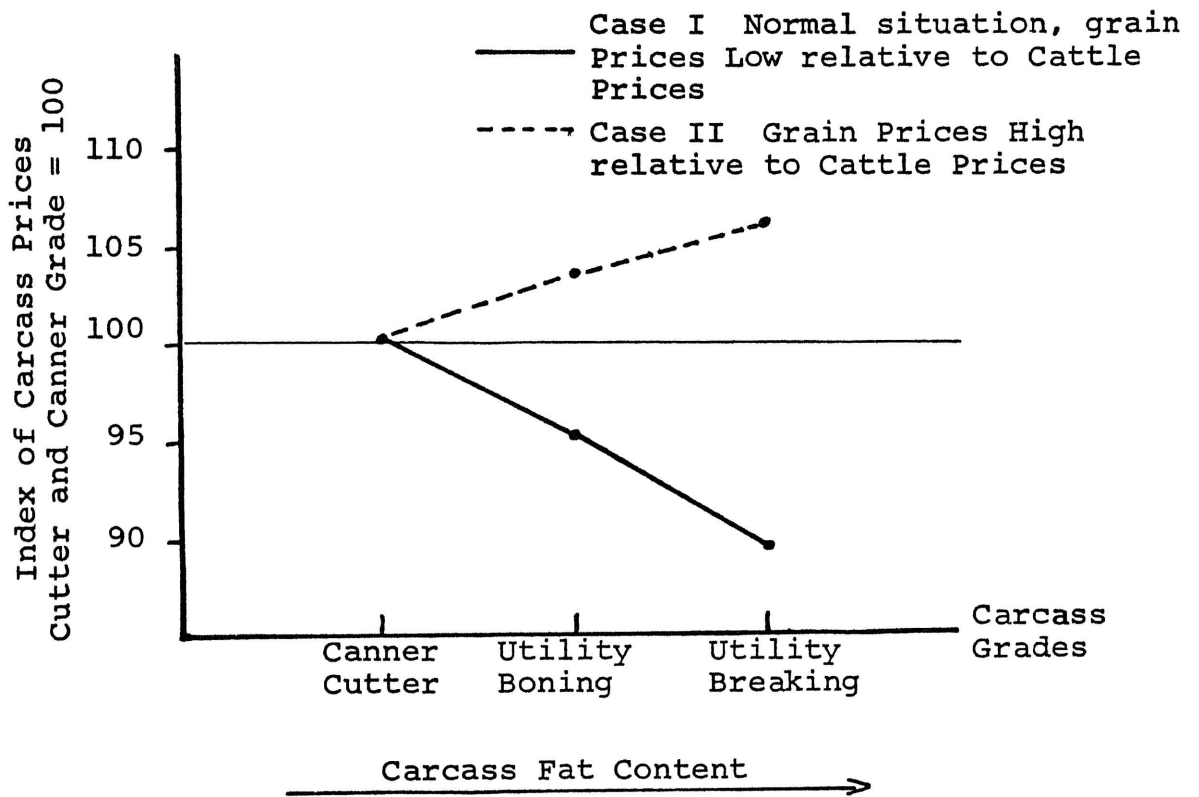 Case I  Normal situation, grain
Prices Low relative to Cattle
Prices
Case II  Grain Prices High
relative to Cattle Prices
Index of Carcass Prices
Cutter and Canner Grade = 100
110
105
100
95
90
Canner
Cutter
Utility
Boning
Utility
Breaking
Carcass
Grades
Carcass Fat Content